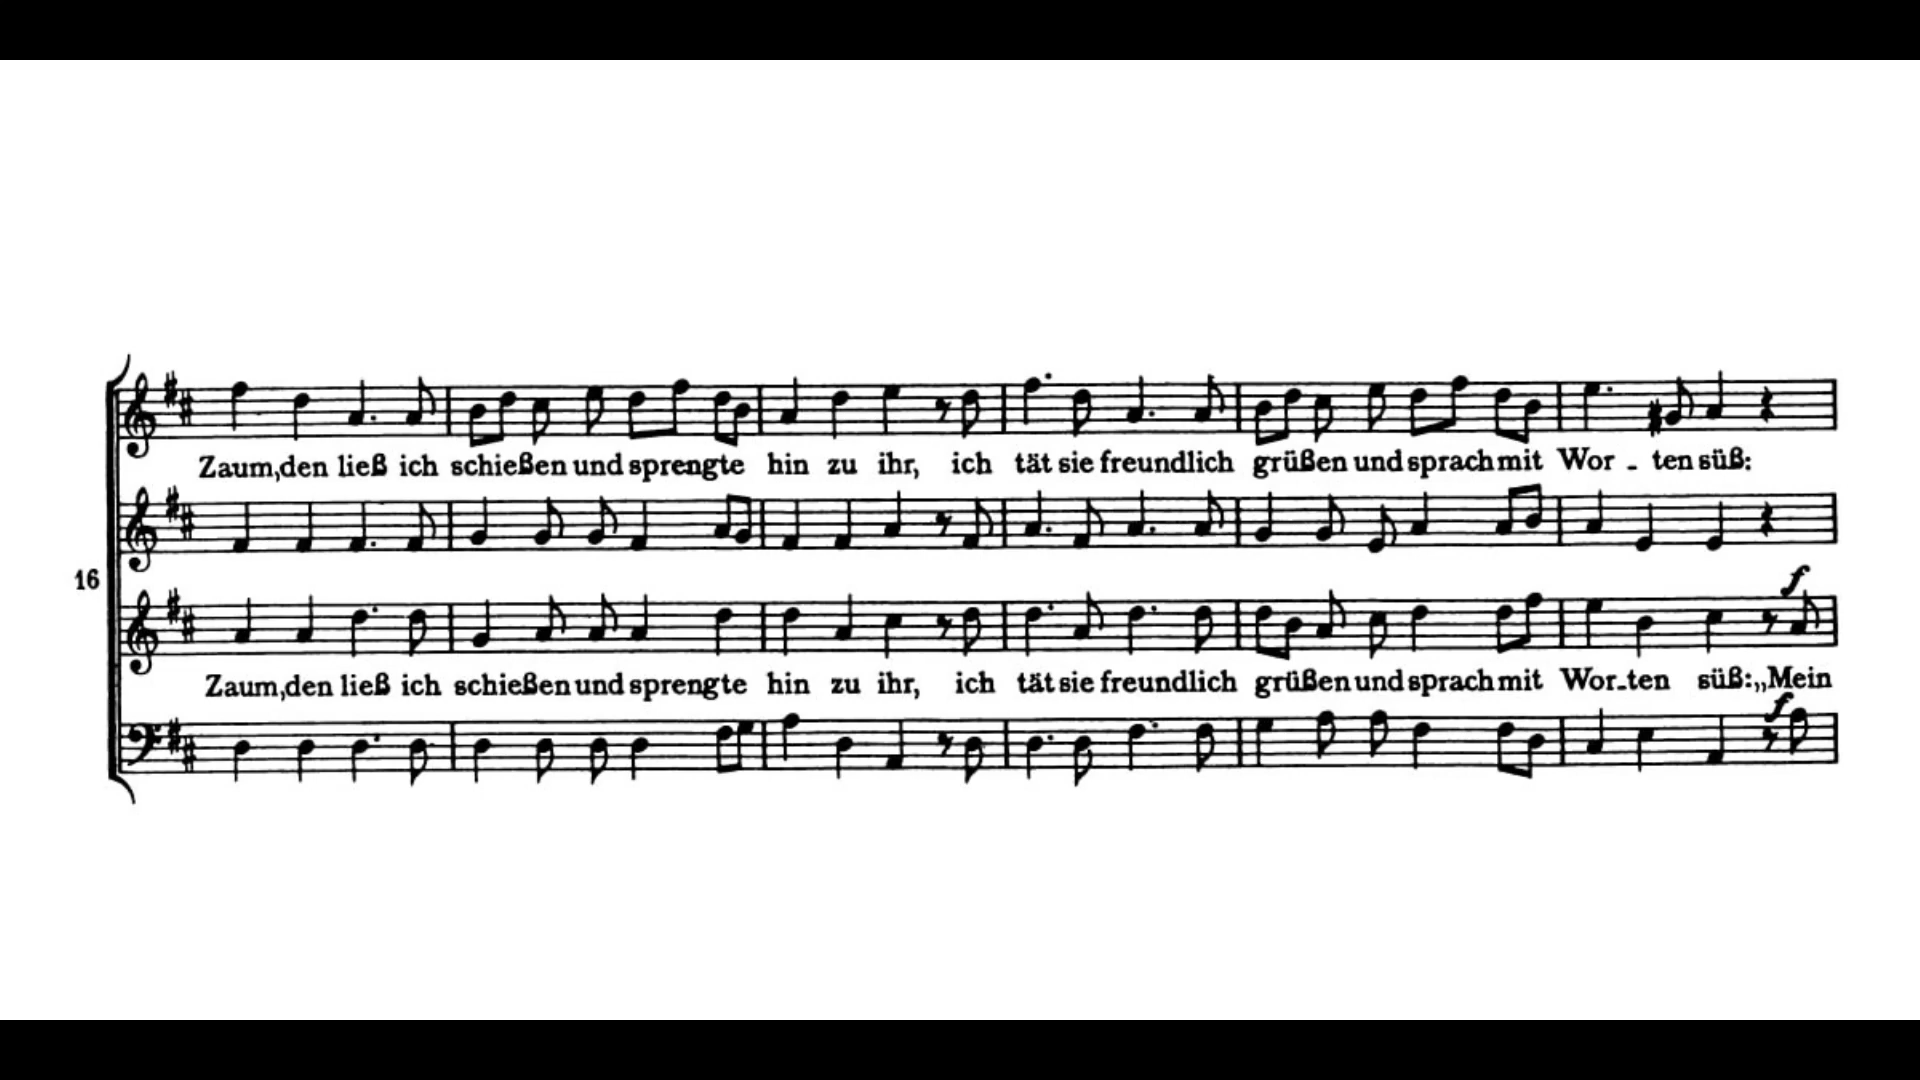 Zaum,den ließ ich schießen und sprengte hin zu ihr, ich tät sie freundlich grüßen und sprach mit Wor - ten süß:
16
f
Zaum,den ließ ich schießen und sprengte hin zu ihr, ich tät sie freundlich grüßen und sprach mit Wor-ten süß:„Mein
f